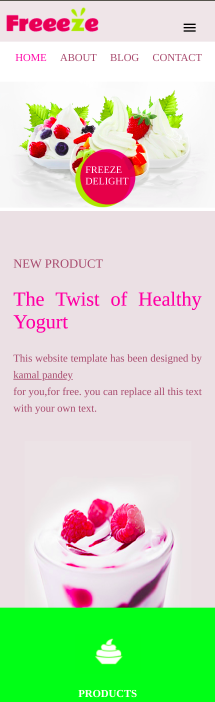 Freeeze
HOME ABOUT BLOG CONTACT
FREEZE
DELIGHT
NEW PRODUCT
The Twist of Healthy
Yogurt
This website template has been designed by
kamal pandey
for you,for free. you can replace all this text
with your own text.
PRODUCTS